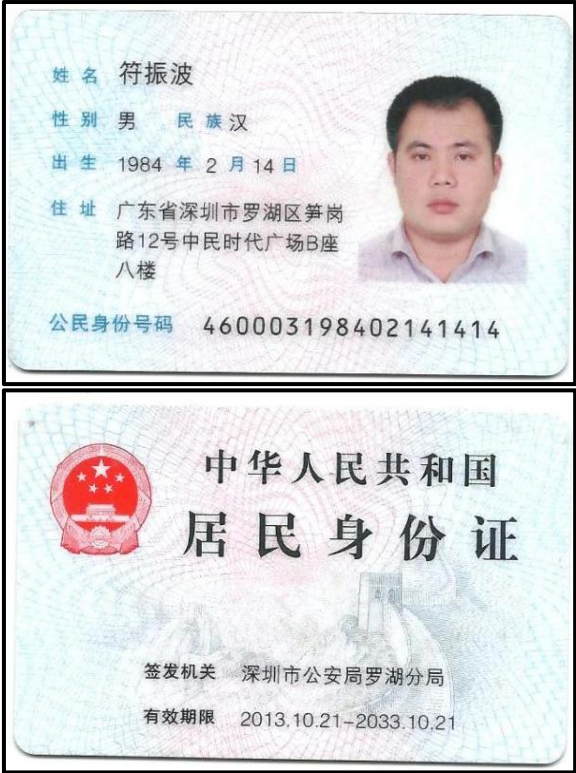 姓名 符振波
性别 男 民族 汉
出生 1984 年 2 月 14 日
住址 广东省深圳市罗湖区笋岗
路12号中民时代广场B座
八楼
公民身份号码 460003198402141414
中华人民共和国
居民身份证
签发机关 深圳市公安局罗湖分局
有效期限 2013.10.21-2033.10.21